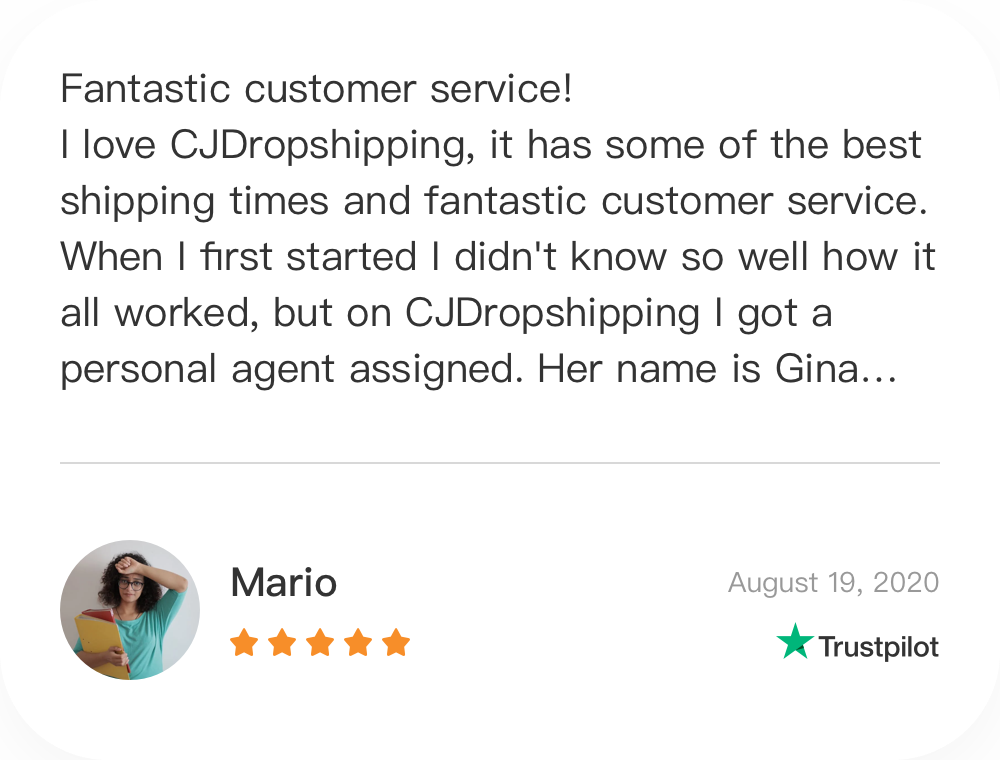 Fantastic customer service!
I love CJDropshipping, it has some of the best
shipping times and fantastic customer service.
When I first started I didn't know so well how it
all worked, but on CJDropshipping I got a
personal agent assigned. Her name is Gina...
Mario
August 19, 2020
Trustpilot